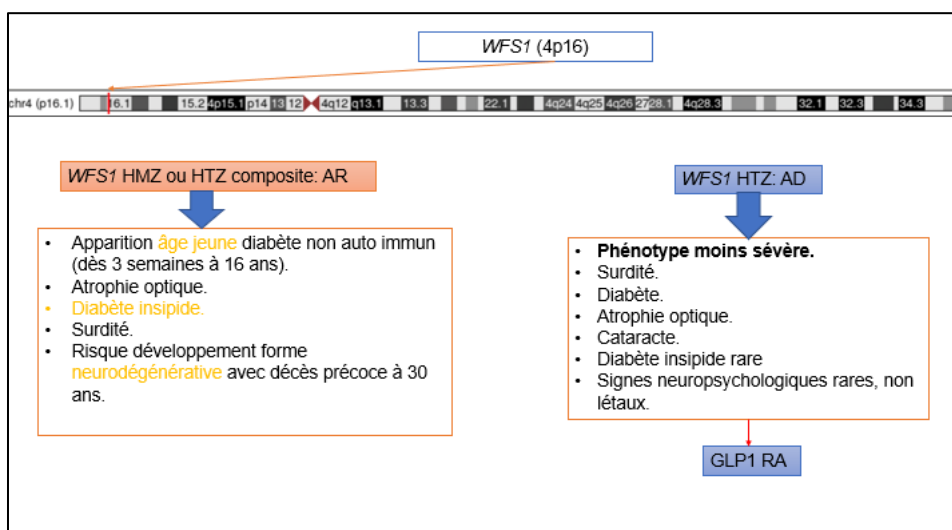 WFS1 (4p16)
chr4 (p16.1) 16.1 15.2 4p15.1 p14 13 12 4q12 q13.1 13.3 22.1 4q24 4q25 4q26 27 28.1 4q28.3 32.1 32.3 34.3
WFS1 HMZ ou HTZ composite: AR
• Apparition âge jeune diabète non auto immun
(dès 3 semaines à 16 ans).
• Atrophie optique.
• Diabète insipide.
• Surdité.
• Risque développement forme
neurodégénérative avec décès précoce à 30
ans.
WFS1 HTZ: AD
• Phénotype moins sévère.
• Surdité.
• Diabète.
• Atrophie optique.
• Cataracte.
• Diabète insipide rare
• Signes neuropsychologiques rares, non
létaux.
GLP1 RA